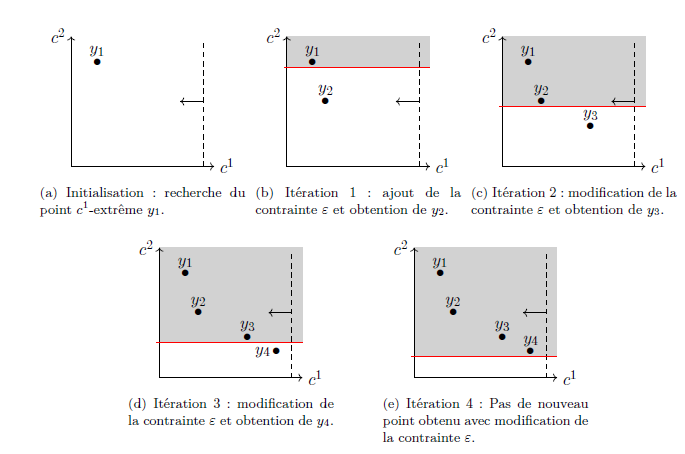 c²
y₁
c¹
(a) Initialisation : recherche du
point c¹-extrême y₁.
c²
y₁
y₂
c¹
(b) Itération 1 : ajout de la
contrainte ε et obtention de y₂.
c²
y₁
y₂
y₃
c¹
(c) Itération 2 : modification de la
contrainte ε et obtention de y₃.
c²
y₁
y₂
y₃
y₄
c¹
(d) Itération 3 : modification de
la contrainte ε et obtention de y₄.
c²
y₁
y₂
y₃
y₄
c¹
(e) Itération 4 : Pas de nouveau
point obtenu avec modification de
la contrainte ε.